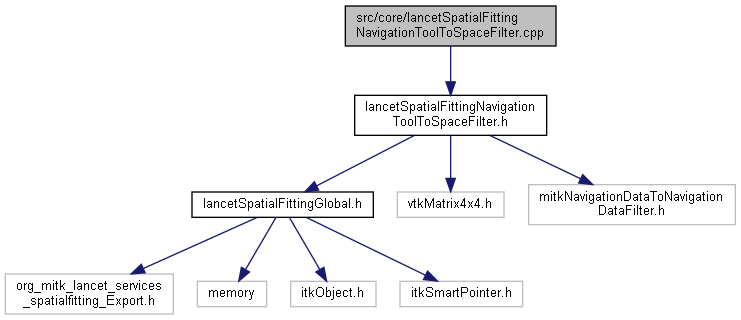 src/core/lancetSpatialFitting
NavigationToolToSpaceFilter.cpp
lancetSpatialFittingNavigation
ToolToSpaceFilter.h
lancetSpatialFittingGlobal.h
vtkMatrix4x4.h
mitkNavigationDataToNavigation
DataFilter.h
org_mitk_lancet_services
_spatialfitting_Export.h
memory
itkObject.h
itkSmartPointer.h